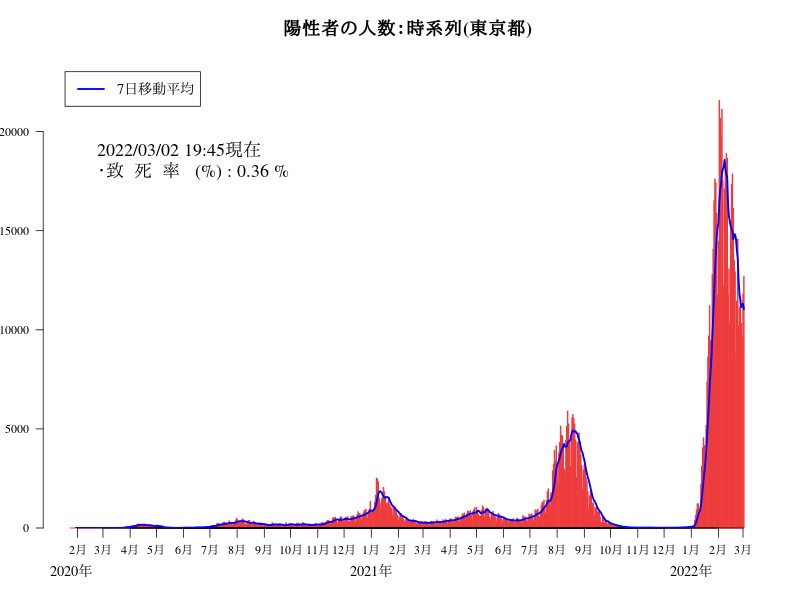 陽性者の人数:時系列(東京都)
7日移動平均
2022/03/02 19:45現在
・致 死 率 (%) : 0.36 %
20000
15000
10000
5000
0
2月 3月 4月 5月 6月 7月 8月 9月 10月 11月 12月 1月 2月 3月 4月 5月 6月 7月 8月 9月 10月 11月 12月 1月 2月 3月
2020年 2021年 2022年